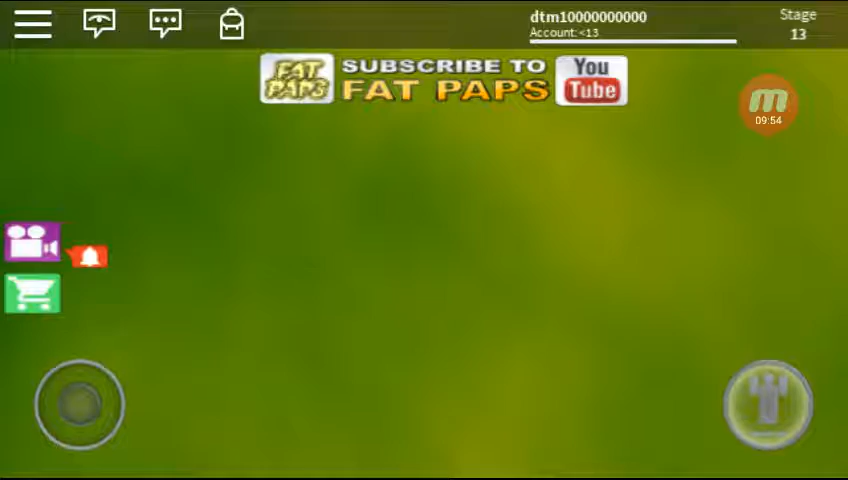 dtm10000000000
Account: <13
Stage
13
FAT
PAPS
SUBSCRIBE TO
FAT PAPS
You
Tube
09:54